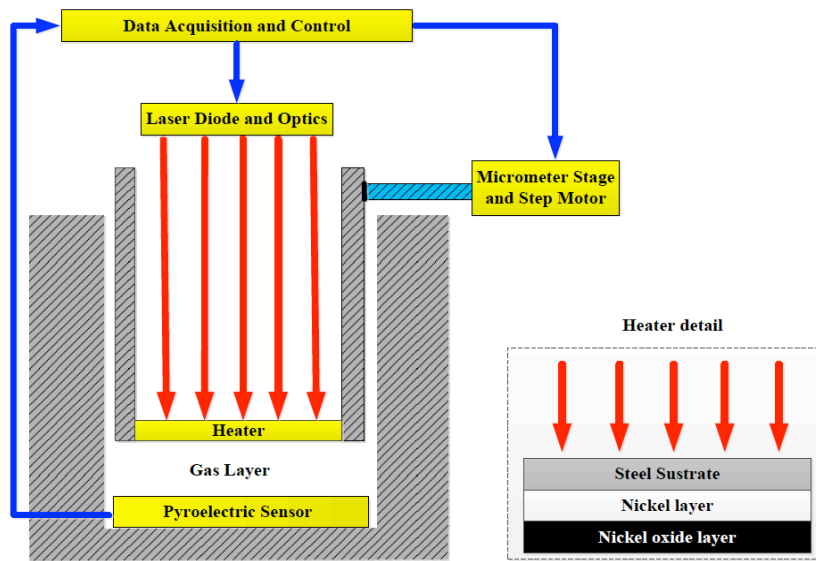 Data Acquisition and Control
Laser Diode and Optics
Micrometer Stage
and Step Motor
Heater
Gas Layer
Pyroelectric Sensor
Heater detail
Steel Sustrate
Nickel layer
Nickel oxide layer